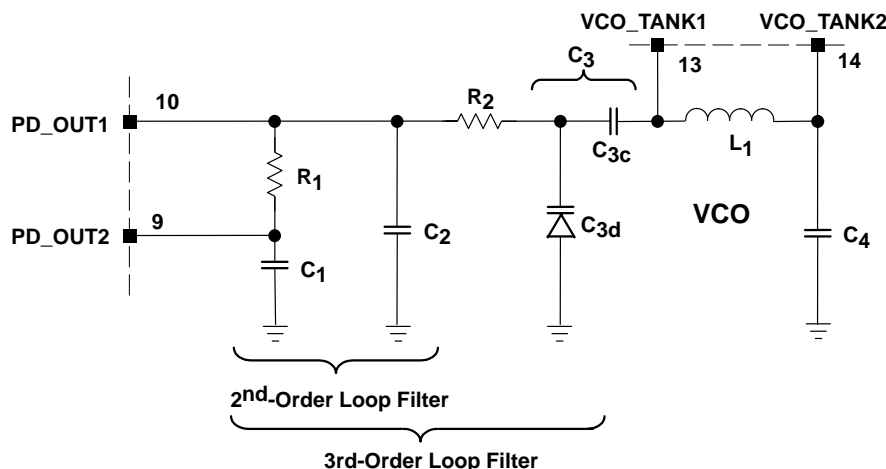 VCO_TANK1
VCO_TANK2
C3
13
14
10
PD_OUT1
R2
C3c
L1
R1
VCO
9
PD_OUT2
C1
C2
C3d
C4
2nd-Order Loop Filter
3rd-Order Loop Filter